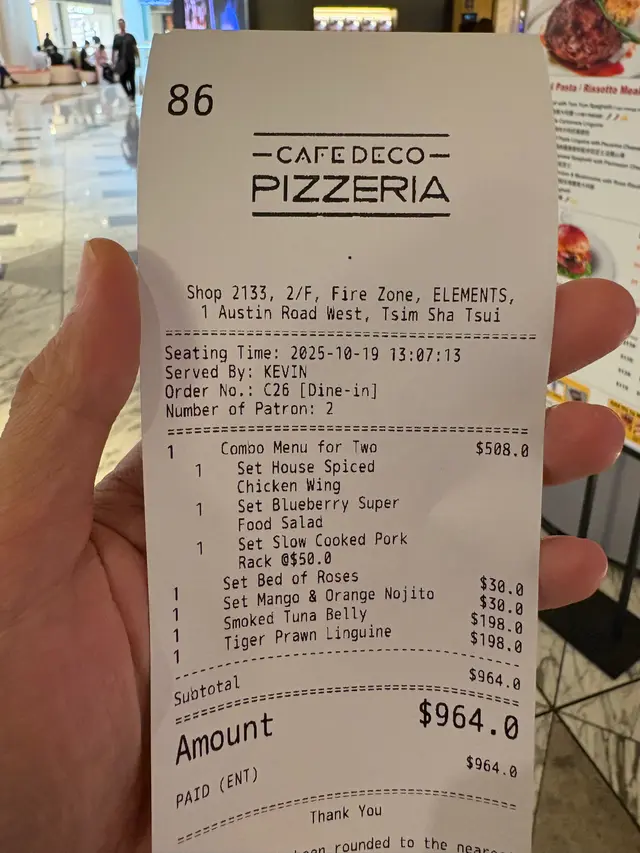 86
CAFE DECO
PIZZERIA
Shop 2133, 2/F, Fire Zone, ELEMENTS,
1 Austin Road West, Tsim Sha Tsui
Seating Time: 2025-10-19 13:07:13
Served By: KEVIN
Order No.: C26 [Dine-in]
Number of Patron: 2
1 Combo Menu for Two $508.0
1 Set House Spiced
Chicken Wing
1 Set Blueberry Super
Food Salad
1 Set Slow Cooked Pork
Rack @$50.0
1 Set Bed of Roses $30.0
1 Set Mango & Orange Nojito $30.0
1 Smoked Tuna Belly $198.0
1 Tiger Prawn Linguine $198.0
Subtotal $964.0
Amount $964.0
PAID (ENT) $964.0
Thank You
rounded to the
Pasta / Rissotto